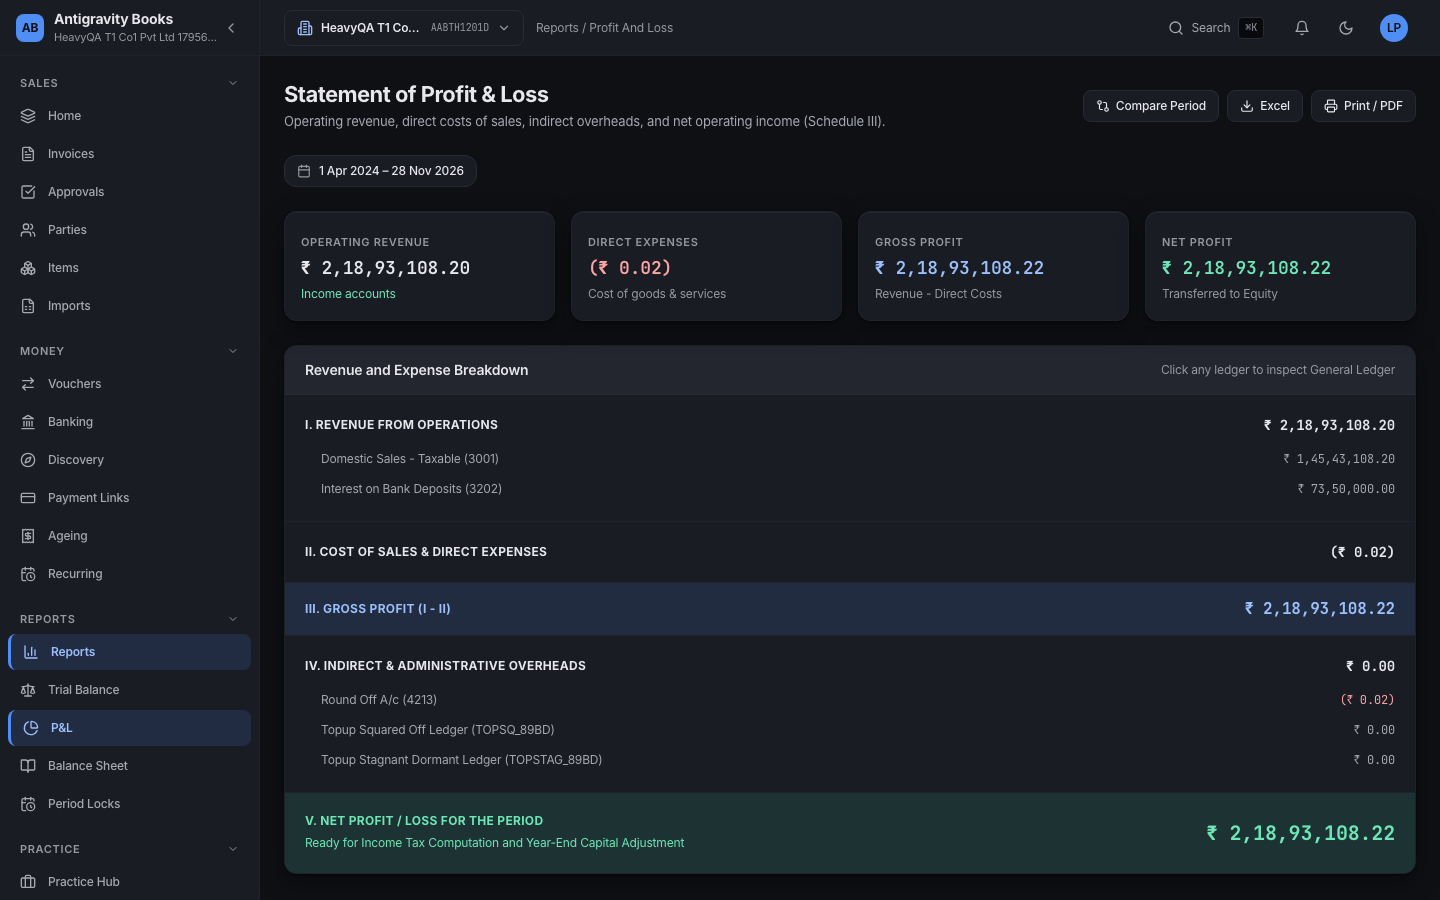 AB
Antigravity Books
HeavyQA T1 Co1 Pvt Ltd 17956...
HeavyQA T1 Co... AABTH1201D
Reports / Profit And Loss
Search ⌘K
LP
SALES
Home
Invoices
Approvals
Parties
Items
Imports
MONEY
Vouchers
Banking
Discovery
Payment Links
Ageing
Recurring
REPORTS
Reports
Trial Balance
P&L
Balance Sheet
Period Locks
PRACTICE
Practice Hub
Statement of Profit & Loss
Operating revenue, direct costs of sales, indirect overheads, and net operating income (Schedule III).
Compare Period
Excel
Print / PDF
1 Apr 2024 – 28 Nov 2026
OPERATING REVENUE
₹ 2,18,93,108.20
Income accounts
DIRECT EXPENSES
(₹ 0.02)
Cost of goods & services
GROSS PROFIT
₹ 2,18,93,108.22
Revenue - Direct Costs
NET PROFIT
₹ 2,18,93,108.22
Transferred to Equity
Revenue and Expense Breakdown
Click any ledger to inspect General Ledger
I. REVENUE FROM OPERATIONS ₹ 2,18,93,108.20
Domestic Sales - Taxable (3001) ₹ 1,45,43,108.20
Interest on Bank Deposits (3202) ₹ 73,50,000.00
II. COST OF SALES & DIRECT EXPENSES (₹ 0.02)
III. GROSS PROFIT (I - II) ₹ 2,18,93,108.22
IV. INDIRECT & ADMINISTRATIVE OVERHEADS ₹ 0.00
Round Off A/c (4213) (₹ 0.02)
Topup Squared Off Ledger (TOPSQ_89BD) ₹ 0.00
Topup Stagnant Dormant Ledger (TOPSTAG_89BD) ₹ 0.00
V. NET PROFIT / LOSS FOR THE PERIOD
Ready for Income Tax Computation and Year-End Capital Adjustment
₹ 2,18,93,108.22